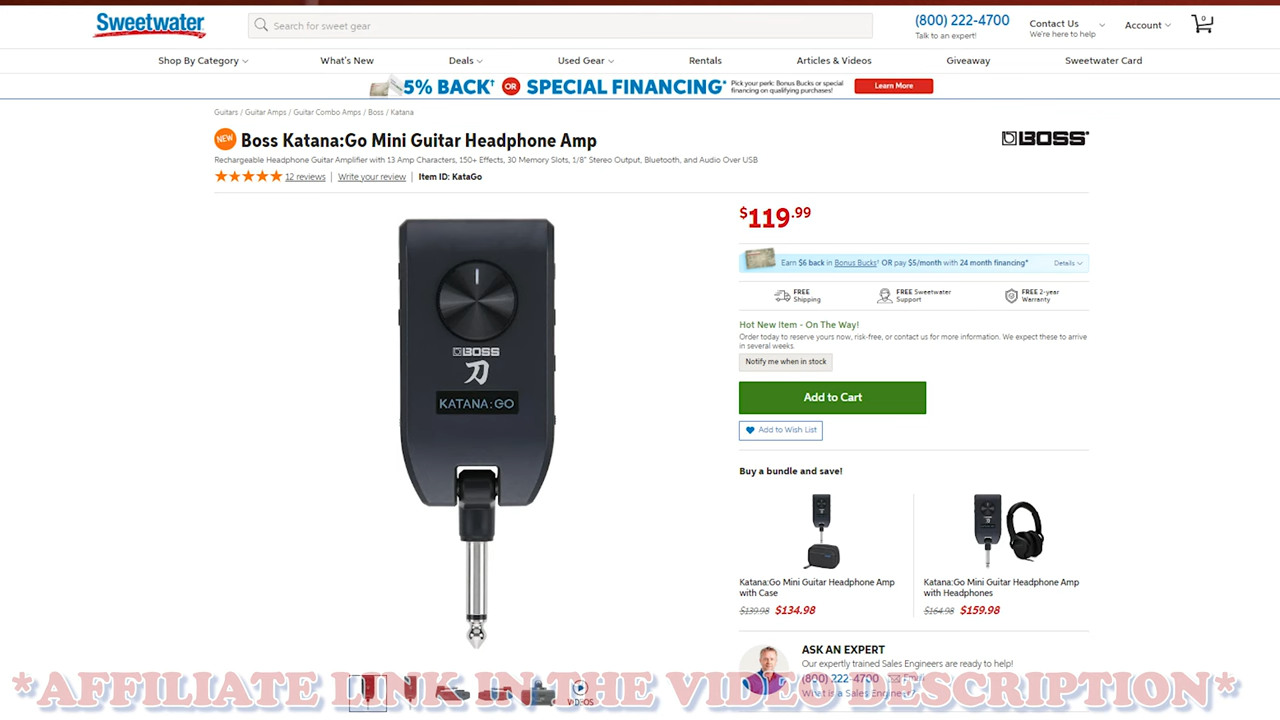 Sweetwater
Search for sweet gear
(800) 222-4700
Talk to an expert!
Contact Us
We're here to help
Account
0
Shop By Category
What's New
Deals
Used Gear
Rentals
Articles & Videos
Giveaway
Sweetwater Card
5% BACK† OR SPECIAL FINANCING*
Pick your perk: Bonus Bucks or special
financing on qualifying purchases!
Learn More
Guitars / Guitar Amps / Guitar Combo Amps / Boss / Katana
NEW
Boss Katana:Go Mini Guitar Headphone Amp
BOSS
Rechargeable Headphone Guitar Amplifier with 13 Amp Characters, 150+ Effects, 30 Memory Slots, 1/8" Stereo Output, Bluetooth, and Audio Over USB
12 reviews | Write your review | Item ID: KataGo
BOSS
刀
KATANA:GO
$119.99
Earn $6 back in Bonus Bucks† OR pay $5/month with 24 month financing*
Details
FREE
Shipping
FREE Sweetwater
Support
FREE 2-year
Warranty
Hot New Item - On The Way!
Order today to reserve yours now, risk-free, or contact us for more information. We expect these to arrive
in several weeks.
Notify me when in stock
Add to Cart
Add to Wish List
Buy a bundle and save!
Katana:Go Mini Guitar Headphone Amp
with Case
$139.98 $134.98
Katana:Go Mini Guitar Headphone Amp
with Headphones
$164.98 $159.98
ASK AN EXPERT
Our expertly trained Sales Engineers are ready to help!
(800) 222-4700
Email
What is a Sales Engineer?
VIDEOS
*AFFILIATE LINK IN THE VIDEO DESCRIPTION*